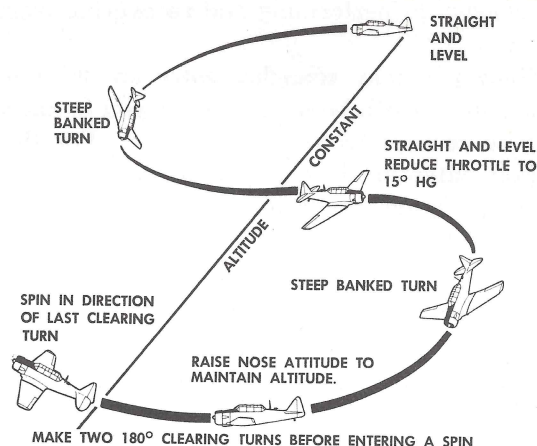 STRAIGHT
AND
LEVEL
STEEP
BANKED
TURN
CONSTANT
STRAIGHT AND LEVEL
REDUCE THROTTLE TO
15° HG
ALTITUDE
STEEP BANKED TURN
SPIN IN DIRECTION
OF LAST CLEARING
TURN
RAISE NOSE ATTITUDE TO
MAINTAIN ALTITUDE.
MAKE TWO 180° CLEARING TURNS BEFORE ENTERING A SPIN